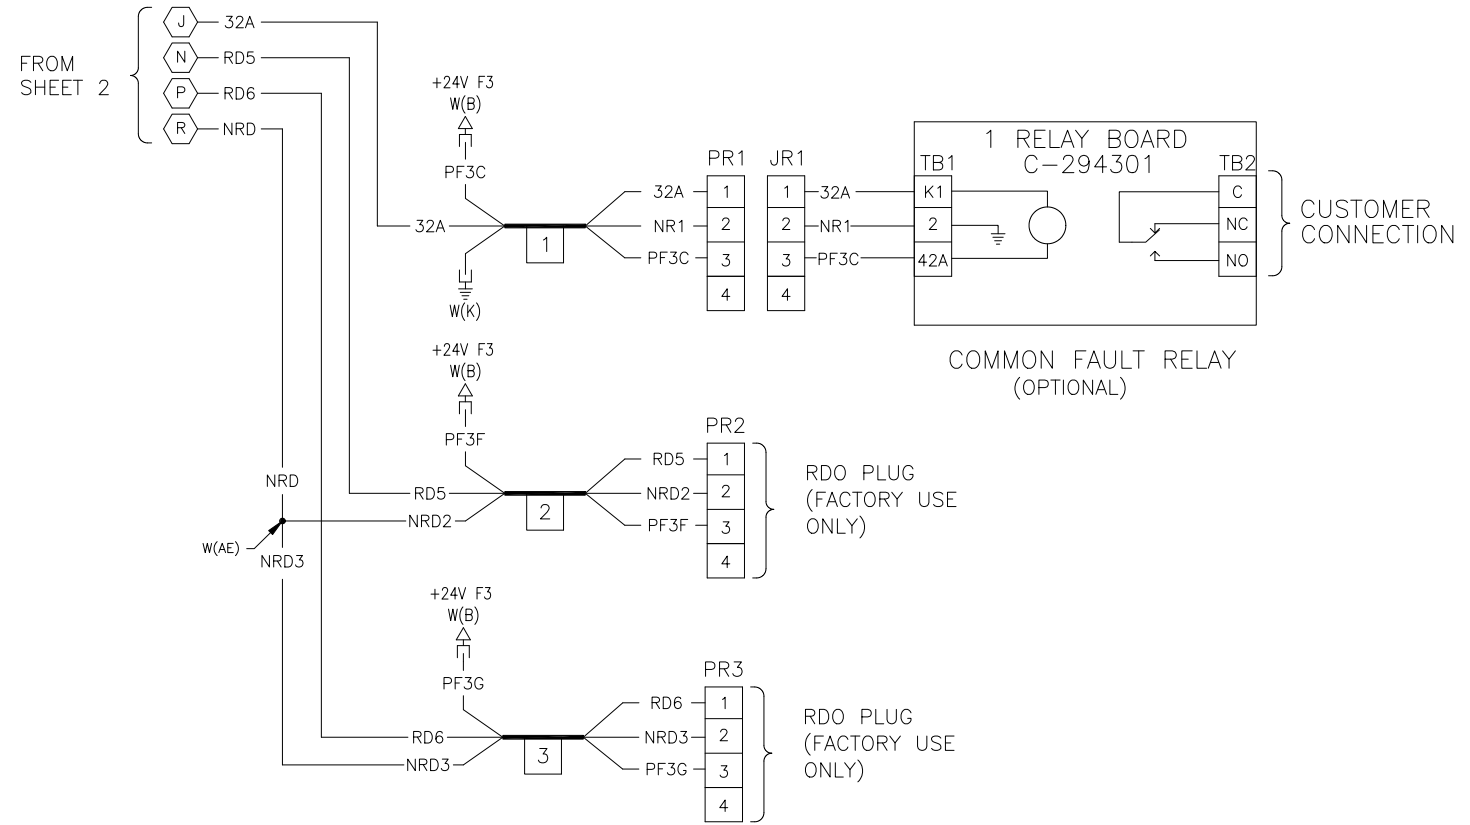 FROM
SHEET 2
J 32A
N RD5
P RD6
R NRD
+24V F3
W(B)
PF3C
32A
1
W(K)
PR1
32A 1
NR1 2
PF3C 3
4
JR1
1 32A
2 NR1
3 PF3C
4
1 RELAY BOARD
C-294301
TB1
K1
2
42A
TB2
C
NC
NO
CUSTOMER
CONNECTION
COMMON FAULT RELAY
(OPTIONAL)
+24V F3
W(B)
PF3F
NRD
RD5
NRD2
W(AE)
NRD3
2
PR2
RD5 1
NRD2 2
PF3F 3
4
RDO PLUG
(FACTORY USE
ONLY)
+24V F3
W(B)
PF3G
RD6
NRD3
3
PR3
RD6 1
NRD3 2
PF3G 3
4
RDO PLUG
(FACTORY USE
ONLY)